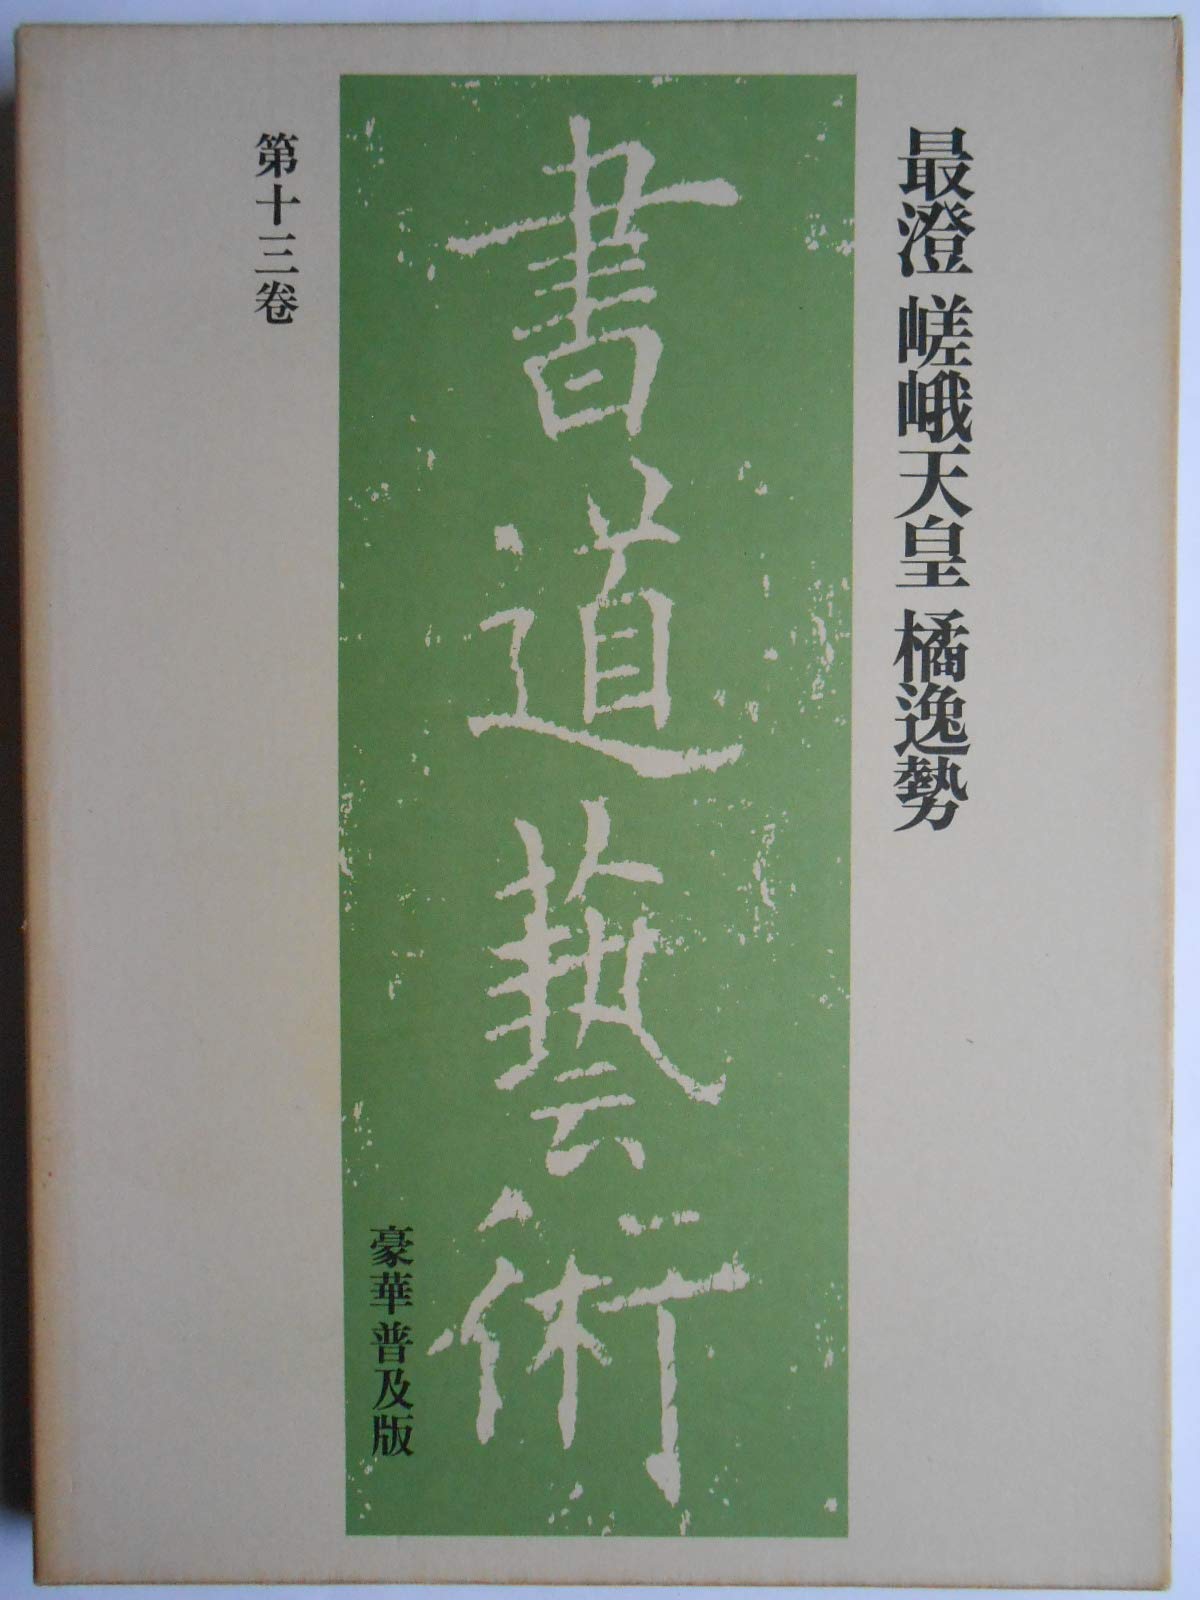 最澄 嵯峨天皇 橘逸勢
書道藝術
豪華普及版
第十三巻